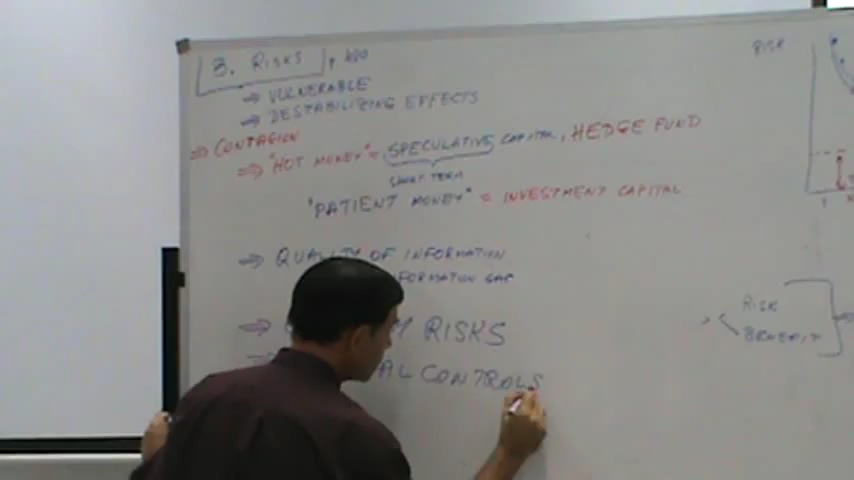 3. RISKS
p. 480
⇒ VULNERABLE
⇒ DESTABILIZING EFFECTS
⇒ CONTAGION
⇒ "HOT MONEY" = SPECULATIVE CAPITAL, HEDGE FUND
SHORT TERM
"PATIENT MONEY" = INVESTMENT CAPITAL
⇒ QUALITY OF INFORMATION
INFORMATION GAP
RISKS
CONTROLS
RISK
RISK
BENEFIT